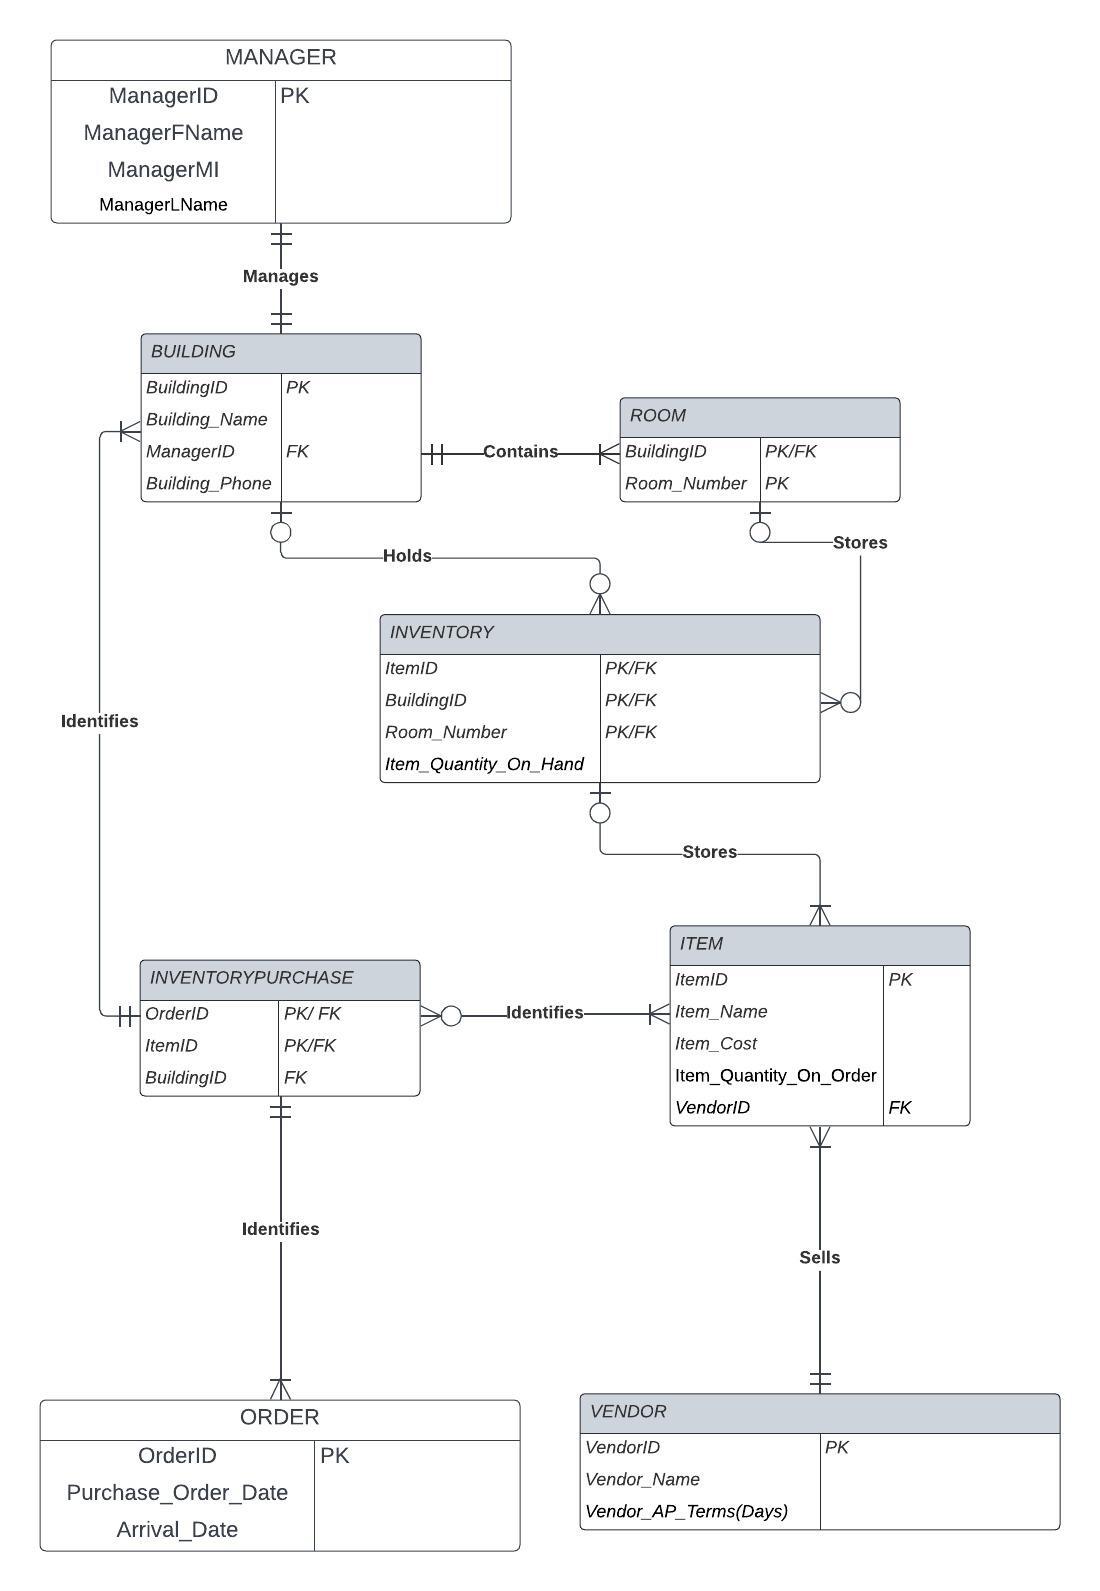 MANAGER
ManagerID PK
ManagerFName
ManagerMI
ManagerLName
Manages
BUILDING
BuildingID PK
Building_Name
ManagerID FK
Building_Phone
Contains
ROOM
BuildingID PK/FK
Room_Number PK
Stores
Holds
INVENTORY
ItemID PK/FK
BuildingID PK/FK
Room_Number PK/FK
Item_Quantity_On_Hand
Identifies
Stores
ITEM
ItemID PK
Item_Name
Item_Cost
Item_Quantity_On_Order
VendorID FK
INVENTORYPURCHASE
OrderID PK/ FK
ItemID PK/FK
BuildingID FK
Identifies
Identifies
Sells
ORDER
OrderID PK
Purchase_Order_Date
Arrival_Date
VENDOR
VendorID PK
Vendor_Name
Vendor_AP_Terms(Days)